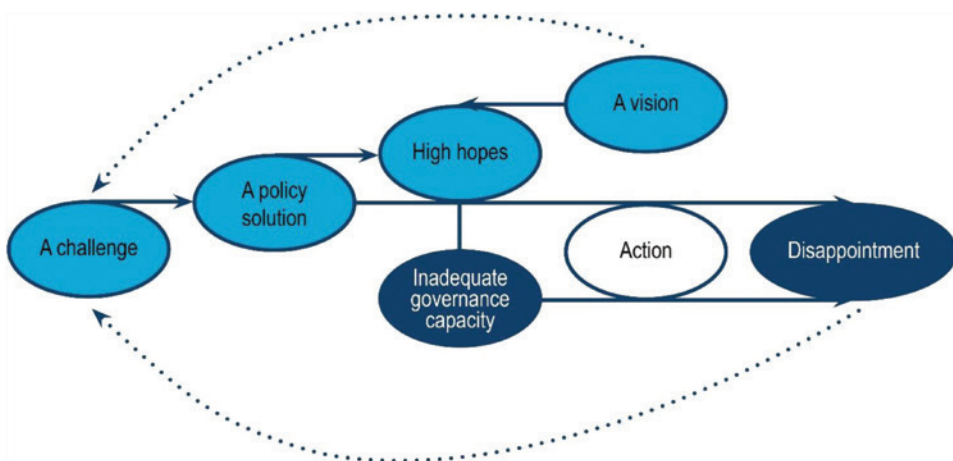 A vision
High hopes
A policy
solution
A challenge
Action
Disappointment
Inadequate
governance
capacity